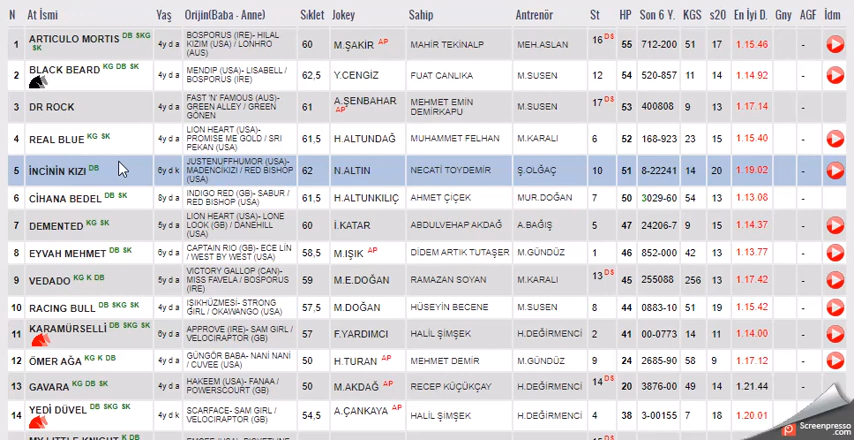 N At İsmi Yaş Orijin(Baba - Anne) Sıklet Jokey Sahip Antrenör St HP Son 6 Y. KGS s20 En İyi D. Gny AGF İdm
1 ARTICULO MORTIS DB SKG SK 4y d a BOSPORUS (IRE)- HILAL KIZIM (USA) / LONHRO (AUS) 60 M.ŞAKİR AP MAHİR TEKİNALP MEH.ASLAN 16 DS 55 712-200 51 17 1.15.46 -
2 BLACK BEARD KG DB SK 4y d a MENDIP (USA)- LISABELL / BOSPORUS (IRE) 62,5 Y.CENGİZ FUAT CANLIKA M.SUSEN 12 54 520-857 11 14 1.14.92 -
3 DR ROCK 4y d a FAST 'N' FAMOUS (AUS)- GREEN ALLEY / GREEN GÖNEN 61 A.ŞENBAHAR AP MEHMET EMİN DEMİRKAPU M.SUSEN 17 DS 53 400808 9 13 1.17.14 -
4 REAL BLUE KG SK 4y d a LION HEART (USA)- PROMISE ME GOLD / SRI PEKAN (USA) 61,5 H.ALTUNDAĞ MUHAMMET FELHAN M.KARALI 6 52 168-923 23 15 1.15.40 -
5 İNCİNİN KIZI DB 6y d k JUSTENUFFHUMOR (USA)- MADENCIKIZI / RED BISHOP (USA) 62 N.ALTIN NECATİ TOYDEMİR Ş.OLĞAÇ 10 51 8-22241 14 20 1.19.02 -
6 CİHANA BEDEL DB SK 8y d a INDIGO RED (GB)- SABUR / RED BISHOP (USA) 61,5 H.ALTUNKILIÇ AHMET ÇİÇEK MUR.DOĞAN 7 50 3029-60 54 13 1.13.08 -
7 DEMENTED KG SK 5y d a LION HEART (USA)- LONE LOOK (GB) / DANEHILL (USA) 60 İ.KATAR ABDULVEHAP AKDAĞ A.BAĞIŞ 5 47 24206-7 9 15 1.14.37 -
8 EYVAH MEHMET DB SK 6y d a CAPTAIN RIO (GB)- ECE LİN / WEST BY WEST (USA) 58,5 M.IŞIK AP DİDEM ARTIK TUTAŞER M.GÜNDÜZ 1 46 852-000 42 13 1.13.77 -
9 VEDADO KG K DB 5y d a VICTORY GALLOP (CAN)- MISS FAVELA / BOSPORUS (IRE) 59 M.E.DOĞAN RAMAZAN SOYAN M.KARALI 13 DS 45 255088 256 13 1.17.42 -
10 RACING BULL DB SKG SK 4y d a IŞIKHÜZMESİ- STRONG GIRL / OKAWANGO (USA) 57,5 M.DOĞAN HÜSEYİN BECENE M.SUSEN 8 44 0883-10 51 19 1.15.42 -
11 KARAMÜRSELLİ DB SKG SK 6y d a APPROVE (IRE)- SAM GIRL / VELOCIRAPTOR (GB) 57 F.YARDIMCI HALİL ŞİMŞEK H.DEĞİRMENCİ 2 41 00-0773 14 11 1.14.00 -
12 ÖMER AĞA KG K DB 4y d a GÜNGÖR BABA- NANİ NANİ / CUVEE (USA) 50 H.TURAN AP MEHMET DEMİR M.GÜNDÜZ 9 24 2685-90 58 9 1.17.12 -
13 GAVARA KG DB SK 4y d a HAKEEM (USA)- FANAA / POWERSCOURT (GB) 50 M.AKDAĞ AP RECEP KÜÇÜKÇAY H.DEĞİRMENCİ 14 DS 20 3876-00 49 14 1.21.44 -
14 YEDİ DÜVEL DB SKG SK 4y d k SCARFACE- SAM GIRL / VELOCIRAPTOR (GB) 54,5 A.ÇANKAYA AP HALİL ŞİMŞEK H.DEĞİRMENCİ 4 38 3-00155 7 18 1.20.01
Screenpresso
.com